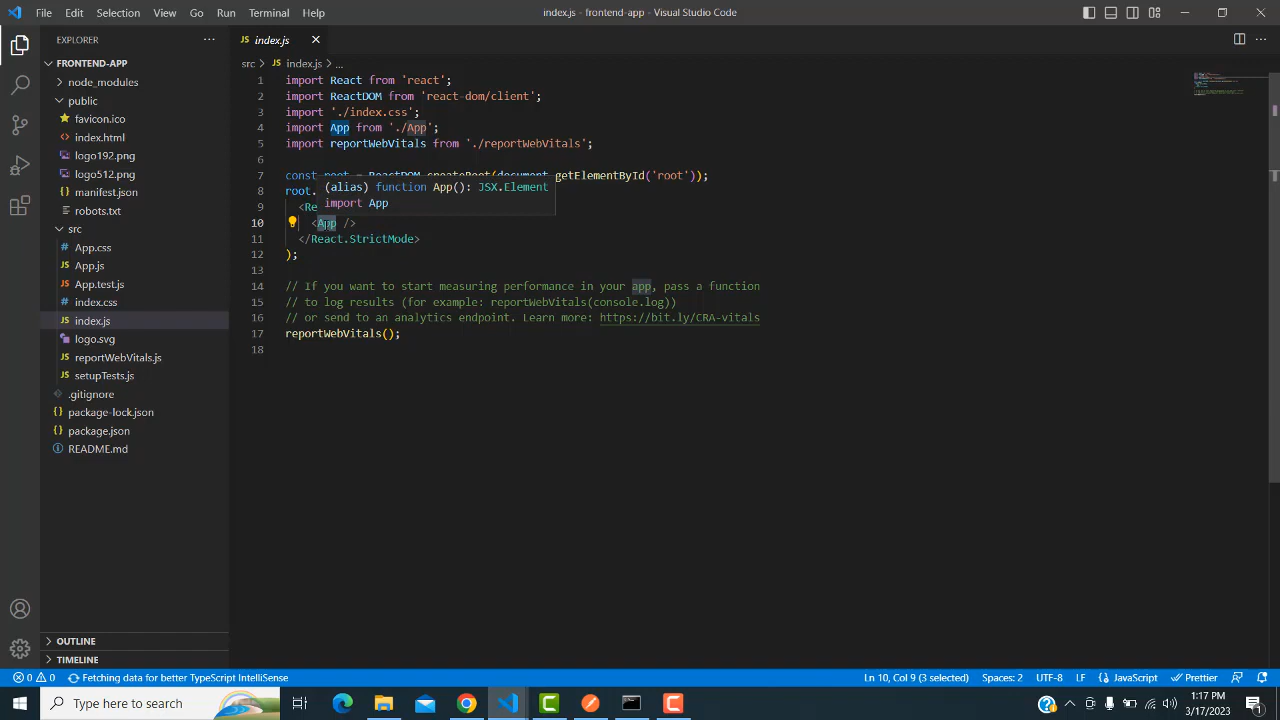 File Edit Selection View Go Run Terminal Help
index.js - frontend-app - Visual Studio Code
EXPLORER
FRONTEND-APP
node_modules
public
favicon.ico
index.html
logo192.png
logo512.png
manifest.json
robots.txt
src
App.css
App.js
App.test.js
index.css
index.js
logo.svg
reportWebVitals.js
setupTests.js
.gitignore
package-lock.json
package.json
README.md
OUTLINE
TIMELINE
JS index.js
src > JS index.js > ...
1 import React from 'react';
2 import ReactDOM from 'react-dom/client';
3 import './index.css';
4 import App from './App';
5 import reportWebVitals from './reportWebVitals';
6
7 const root = ReactDOM.createRoot(document.getElementById('root'));
(alias) function App(): JSX.Element
import App
8 root.
9 <Re
10 <App />
11 </React.StrictMode>
12 );
13
14 // If you want to start measuring performance in your app, pass a function
15 // to log results (for example: reportWebVitals(console.log))
16 // or send to an analytics endpoint. Learn more: https://bit.ly/CRA-vitals
17 reportWebVitals();
18
0 0 Fetching data for better TypeScript IntelliSense
Ln 10, Col 9 (3 selected) Spaces: 2 UTF-8 LF JavaScript Prettier
Type here to search
1:17 PM
3/17/2023